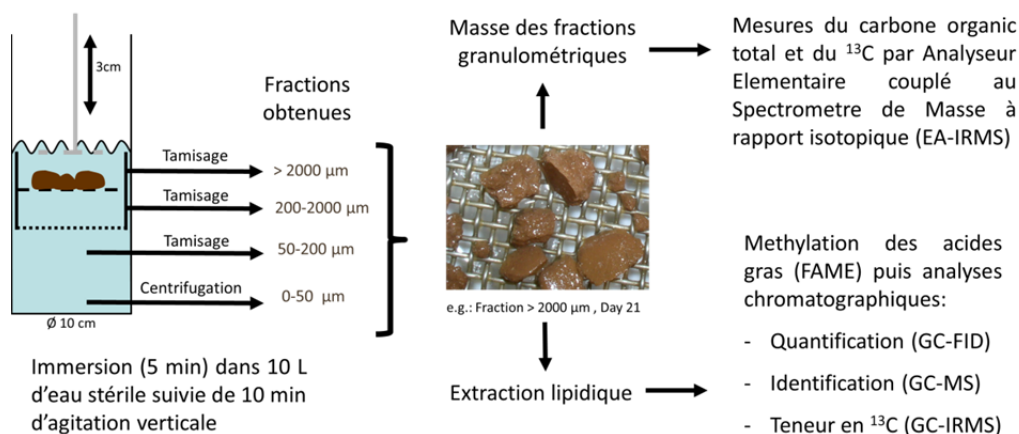 3cm
Fractions
obtenues
Tamisage
> 2000 µm
Tamisage
200-2000 µm
Tamisage
50-200 µm
Centrifugation
0-50 µm
Ø 10 cm
Immersion (5 min) dans 10 L
d'eau stérile suivie de 10 min
d'agitation verticale
Masse des fractions
granulométriques
e.g.: Fraction > 2000 µm , Day 21
Extraction lipidique
Mesures du carbone organic
total et du ¹³C par Analyseur
Elementaire couplé au
Spectrometre de Masse à
rapport isotopique (EA-IRMS)
Methylation des acides
gras (FAME) puis analyses
chromatographiques:
- Quantification (GC-FID)
- Identification (GC-MS)
- Teneur en ¹³C (GC-IRMS)